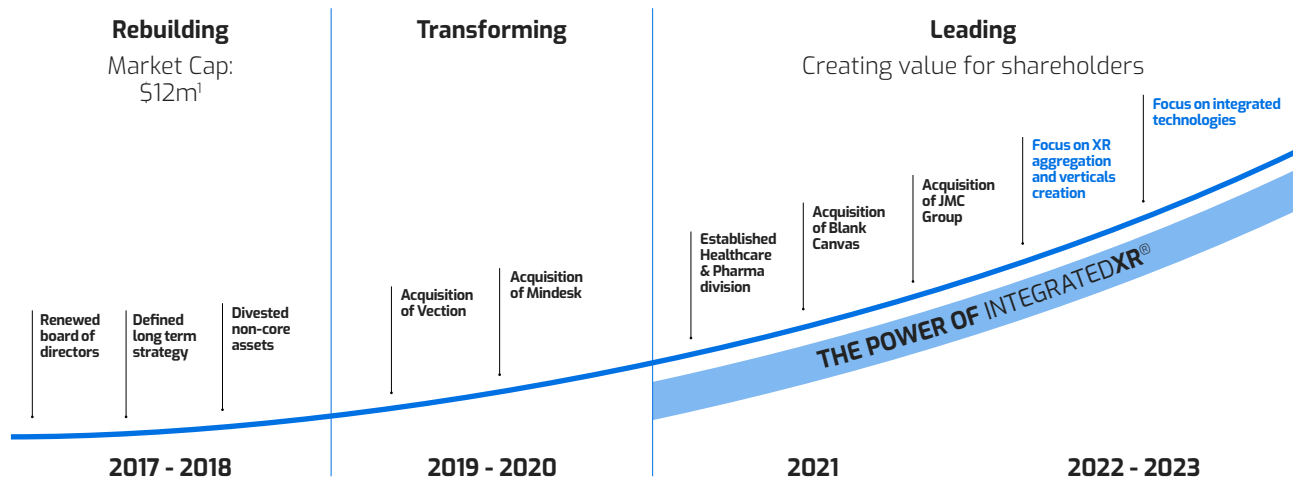 Rebuilding
Market Cap:
$12m¹
Transforming
Leading
Creating value for shareholders
Renewed
board of
directors
Defined
long term
strategy
Divested
non-core
assets
Acquisition
of Vection
Acquisition
of Mindesk
Established
Healthcare
& Pharma
division
Acquisition
of Blank
Canvas
Acquisition
of JMC
Group
Focus on XR
aggregation
and verticals
creation
Focus on integrated
technologies
THE POWER OF INTEGRATEDXR®
2017 - 2018
2019 - 2020
2021
2022 - 2023